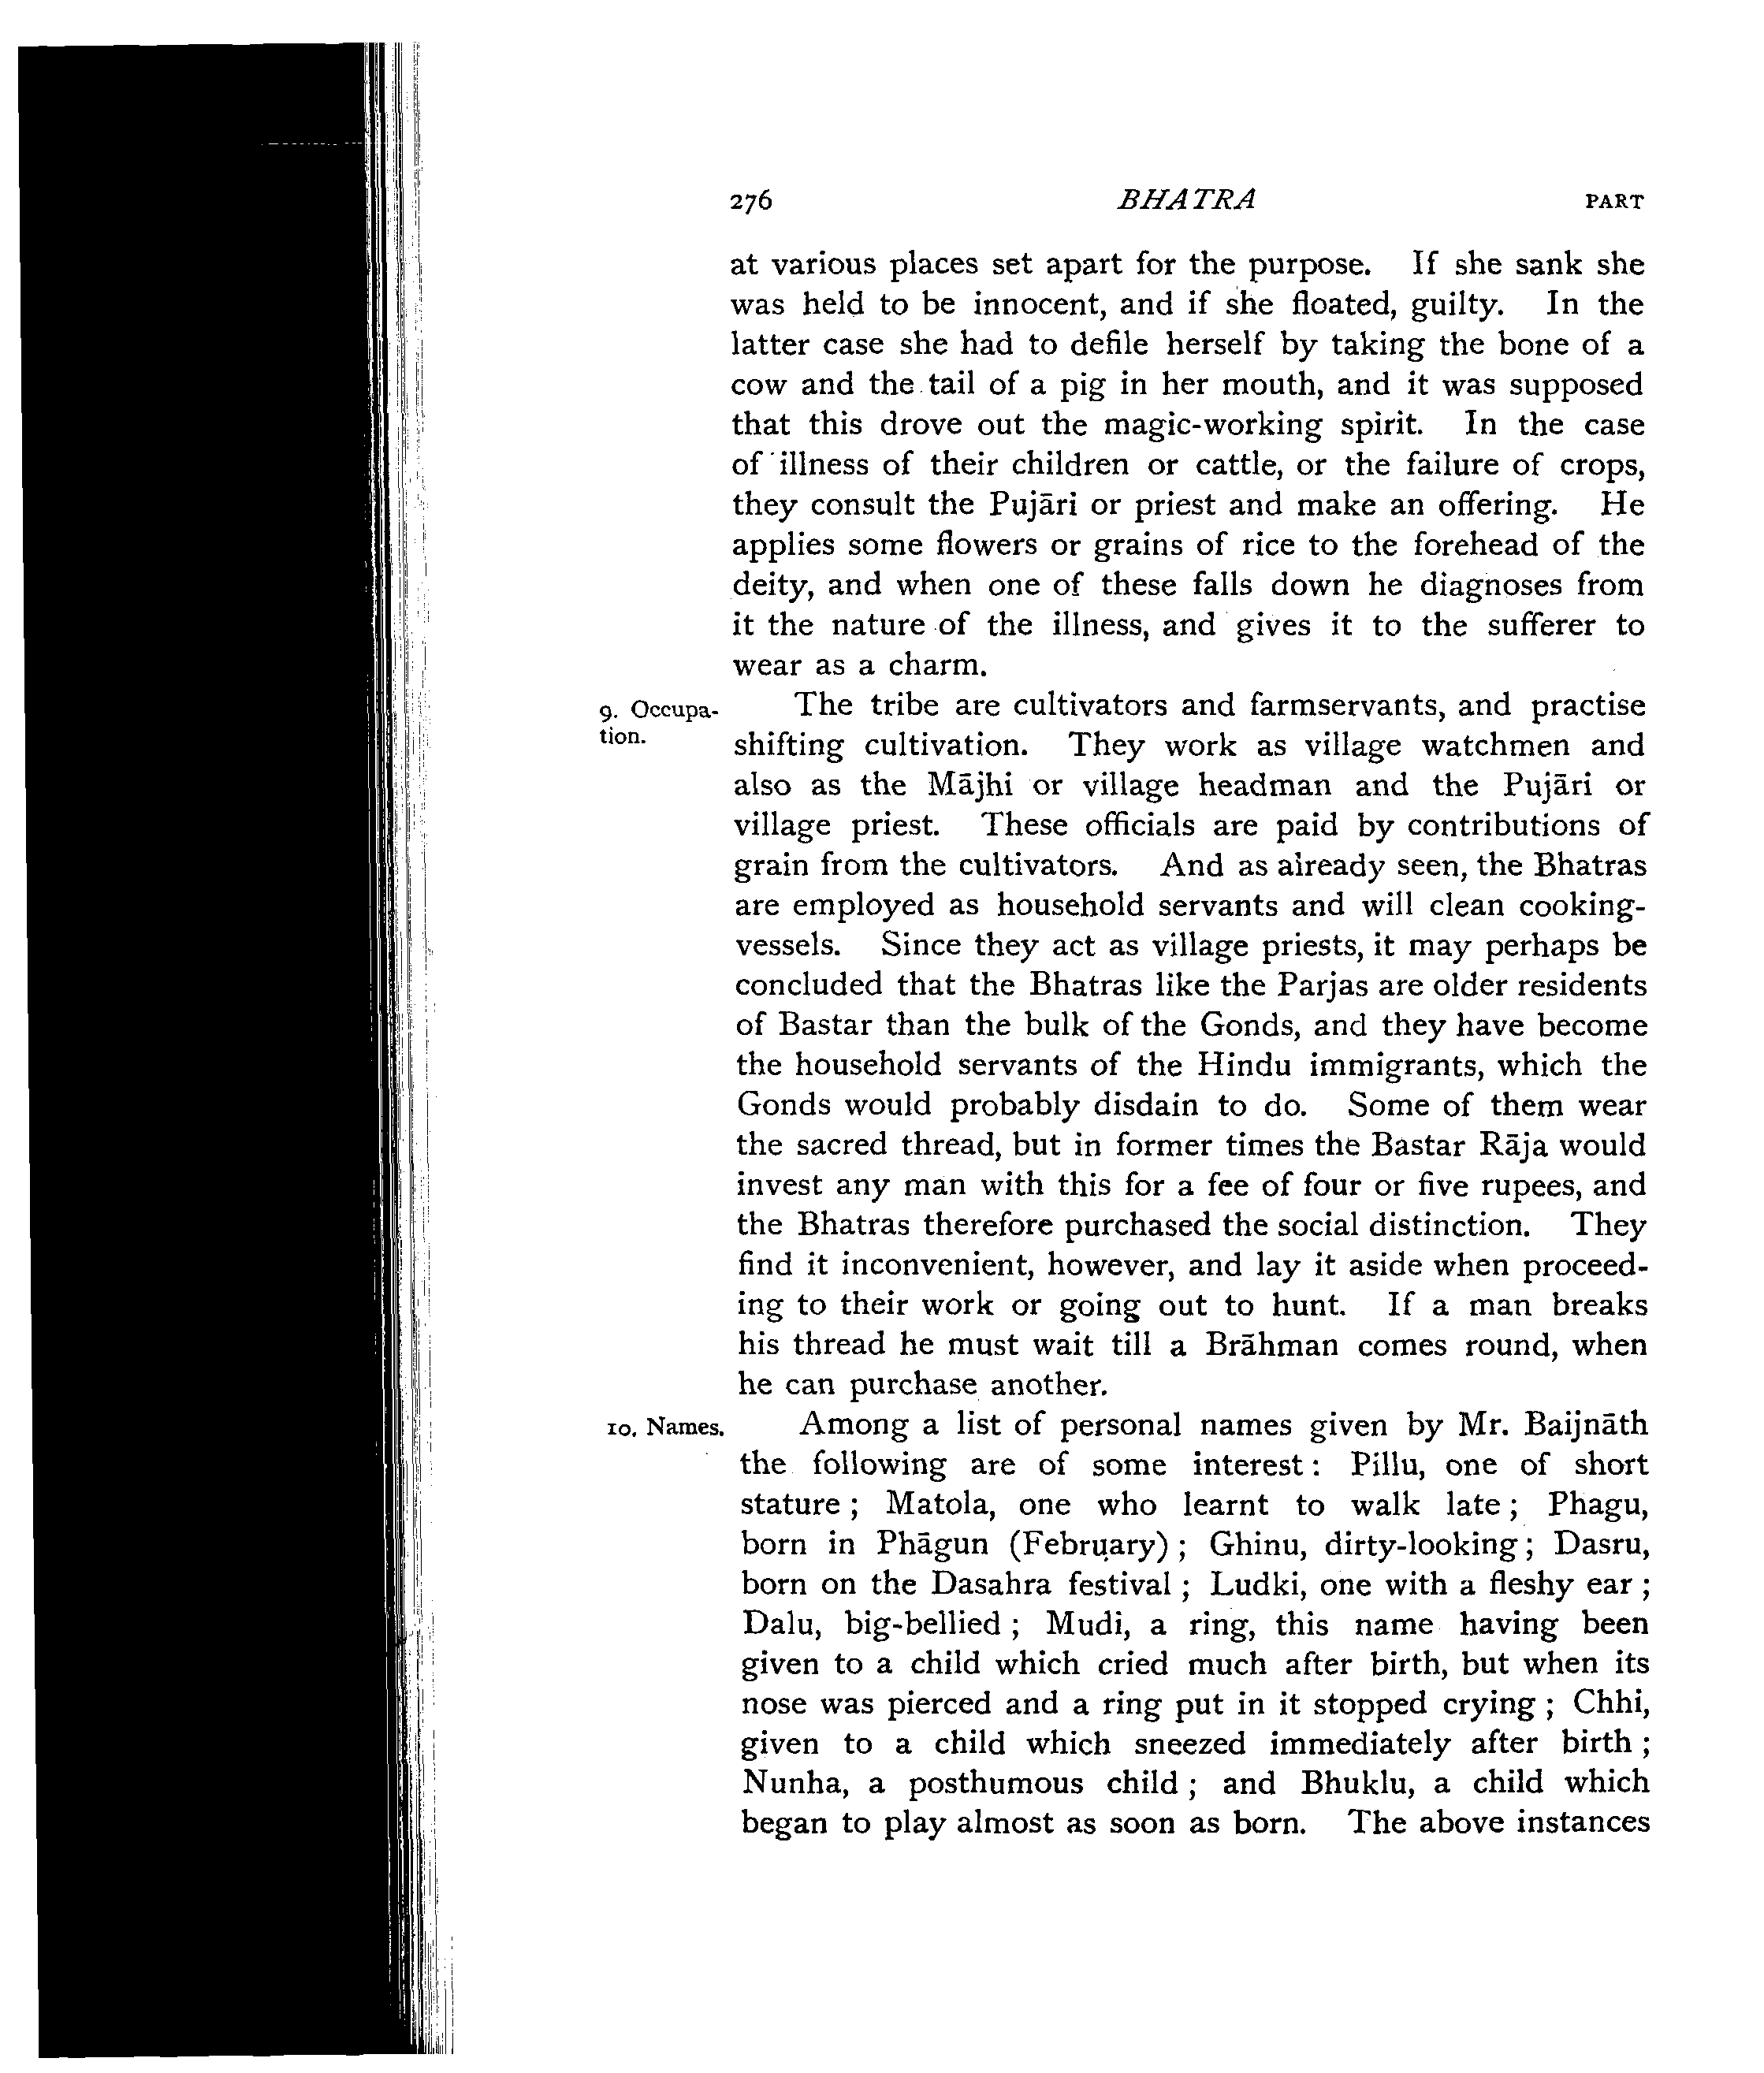 276 BHATRA PART
at various places set apart for the purpose. If she sank she
was held to be innocent, and if she floated, guilty. In the
latter case she had to defile herself by taking the bone of a
cow and the tail of a pig in her mouth, and it was supposed
that this drove out the magic-working spirit. In the case
of illness of their children or cattle, or the failure of crops,
they consult the Pujāri or priest and make an offering. He
applies some flowers or grains of rice to the forehead of the
deity, and when one of these falls down he diagnoses from
it the nature of the illness, and gives it to the sufferer to
wear as a charm.
9. Occupa-
tion.
The tribe are cultivators and farmservants, and practise
shifting cultivation. They work as village watchmen and
also as the Mājhi or village headman and the Pujāri or
village priest. These officials are paid by contributions of
grain from the cultivators. And as already seen, the Bhatras
are employed as household servants and will clean cooking-
vessels. Since they act as village priests, it may perhaps be
concluded that the Bhatras like the Parjas are older residents
of Bastar than the bulk of the Gonds, and they have become
the household servants of the Hindu immigrants, which the
Gonds would probably disdain to do. Some of them wear
the sacred thread, but in former times the Bastar Rāja would
invest any man with this for a fee of four or five rupees, and
the Bhatras therefore purchased the social distinction. They
find it inconvenient, however, and lay it aside when proceed-
ing to their work or going out to hunt. If a man breaks
his thread he must wait till a Brāhman comes round, when
he can purchase another.
10. Names.
Among a list of personal names given by Mr. Baijnāth
the following are of some interest : Pillu, one of short
stature ; Matola, one who learnt to walk late ; Phagu,
born in Phāgun (February) ; Ghinu, dirty-looking ; Dasru,
born on the Dasahra festival ; Ludki, one with a fleshy ear ;
Dalu, big-bellied ; Mudi, a ring, this name having been
given to a child which cried much after birth, but when its
nose was pierced and a ring put in it stopped crying ; Chhi,
given to a child which sneezed immediately after birth ;
Nunha, a posthumous child ; and Bhuklu, a child which
began to play almost as soon as born. The above instances